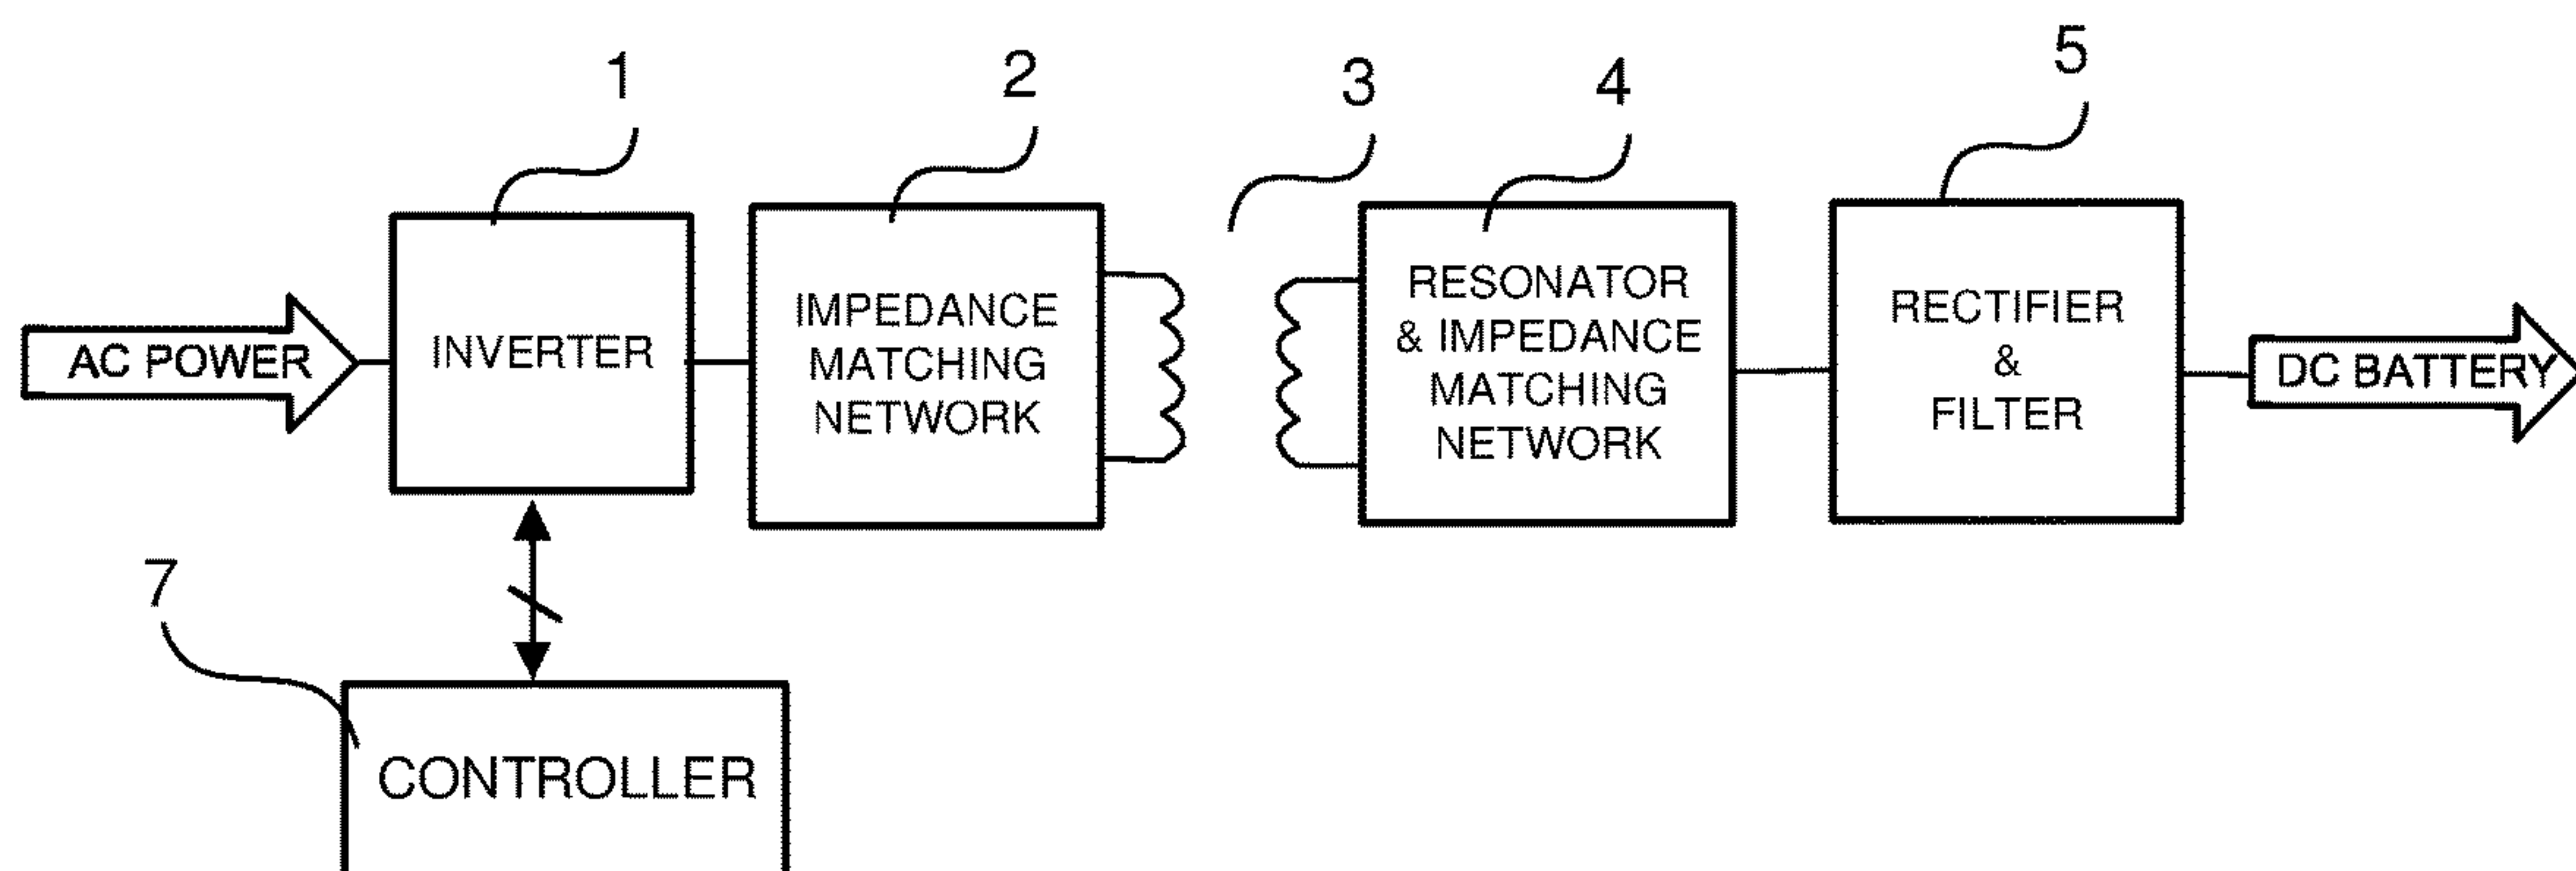 1
2
3
4
5
AC POWER
INVERTER
IMPEDANCE
MATCHING
NETWORK
RESONATOR
& IMPEDANCE
MATCHING
NETWORK
RECTIFIER
&
FILTER
DC BATTERY
7
CONTROLLER